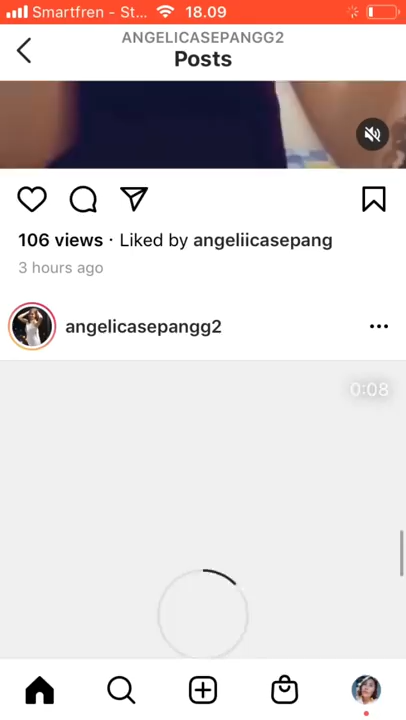 Smartfren - St... 18.09
ANGELICASEPANGG2
Posts
106 views · Liked by angeliicasepang
3 hours ago
angelicasepangg2
0:08